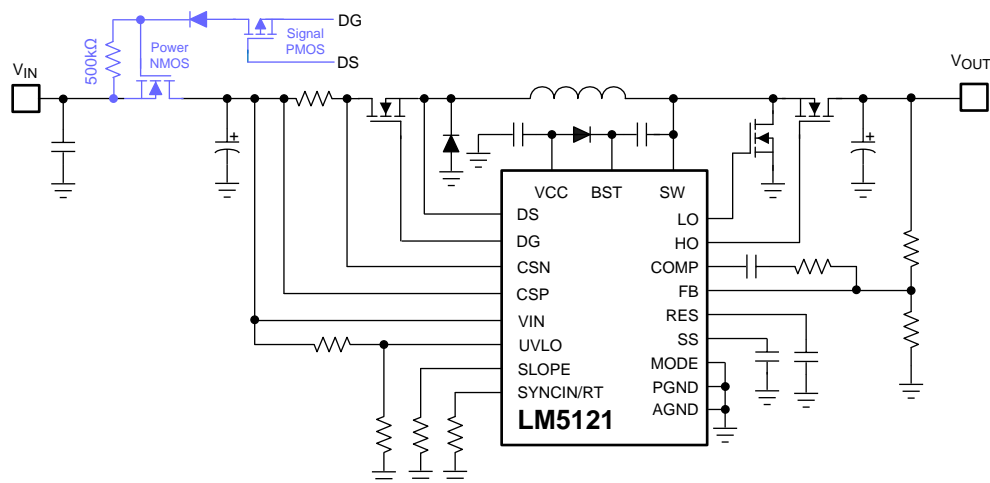 DG
Signal
PMOS
DS
500kΩ
Power
NMOS
VIN
VOUT
+
+
VCC
BST
SW
DS
DG
CSN
CSP
VIN
UVLO
SLOPE
SYNCIN/RT
LO
HO
COMP
FB
RES
SS
MODE
PGND
AGND
LM5121